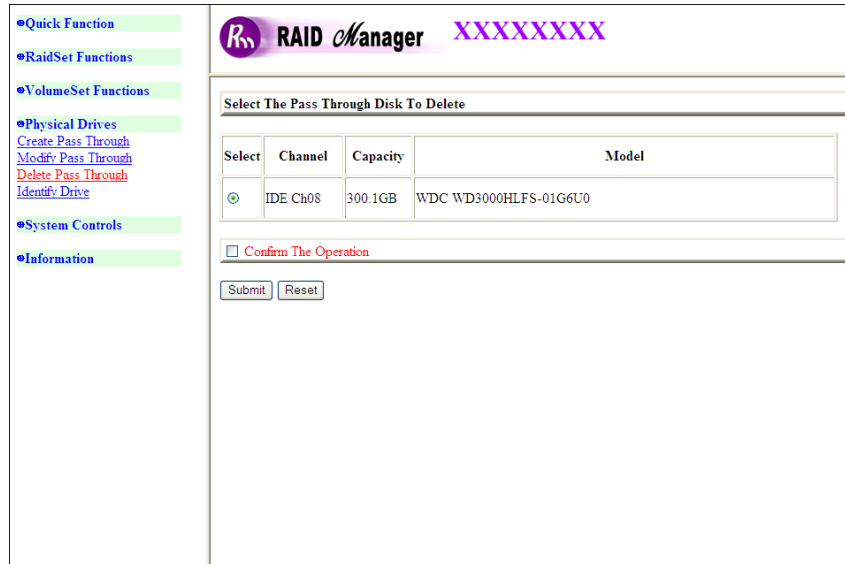 Quick Function
RaidSet Functions
VolumeSet Functions
Physical Drives
Create Pass Through
Modify Pass Through
Delete Pass Through
Identify Drive
System Controls
Information
Rm RAID Manager XXXXXXXX
Select The Pass Through Disk To Delete
Select Channel Capacity Model
IDE Ch08 300.1GB WDC WD3000HLFS-01G6U0
Confirm The Operation
Submit Reset